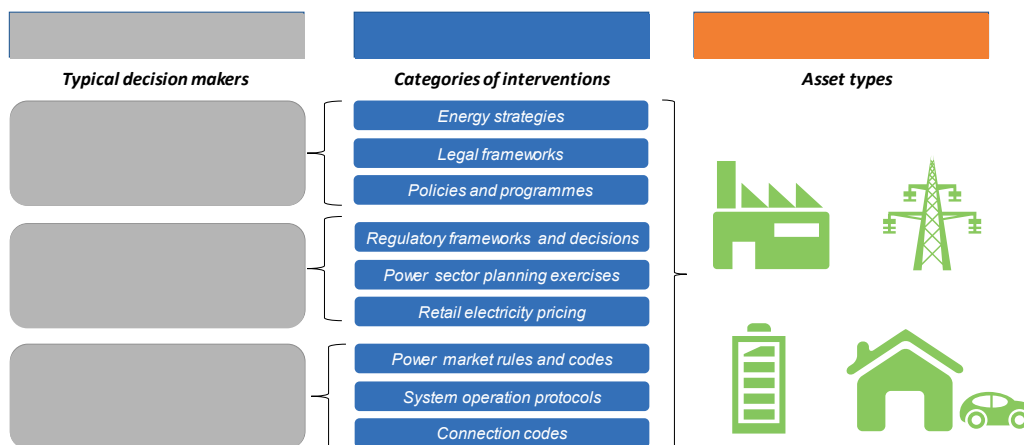 Typical decision makers
Categories of interventions
Asset types
Energy strategies
Legal frameworks
Policies and programmes
Regulatory frameworks and decisions
Power sector planning exercises
Retail electricity pricing
Power market rules and codes
System operation protocols
Connection codes